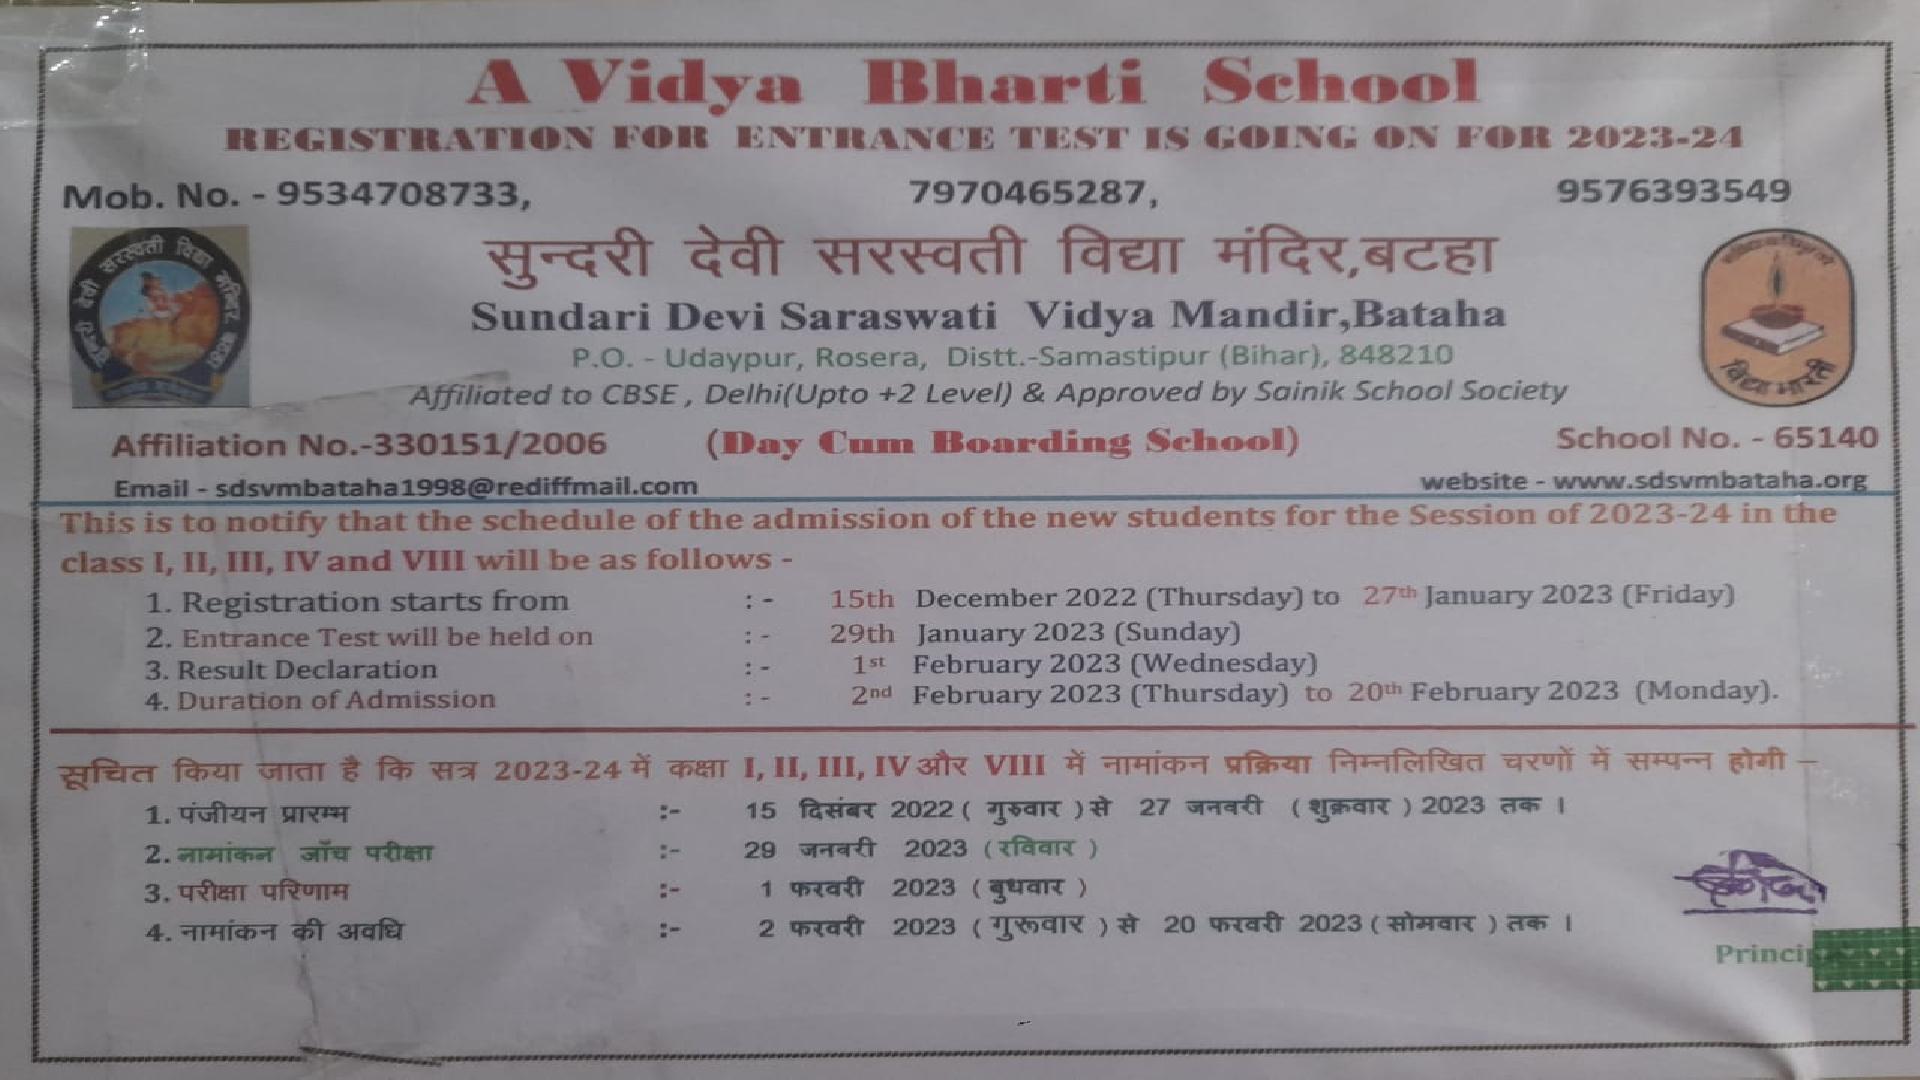 A Vidya Bharti School
REGISTRATION FOR ENTRANCE TEST IS GOING ON FOR 2023-24
Mob. No. - 9534708733, 7970465287, 9576393549
सुन्दरी देवी सरस्वती विद्या मंदिर,बटहा
Sundari Devi Saraswati Vidya Mandir,Bataha
P.O. - Udaypur, Rosera, Distt.-Samastipur (Bihar), 848210
Affiliated to CBSE , Delhi(Upto +2 Level) & Approved by Sainik School Society
सुन्दरी देवी सरस्वती विद्या मन्दिर बटहा
विद्या भारती
Affiliation No.-330151/2006 (Day Cum Boarding School) School No. - 65140
Email - sdsvmbataha1998@rediffmail.com website - www.sdsvmbataha.org
This is to notify that the schedule of the admission of the new students for the Session of 2023-24 in the
class I, II, III, IV and VIII will be as follows -
1. Registration starts from :- 15th December 2022 (Thursday) to 27th January 2023 (Friday)
2. Entrance Test will be held on :- 29th January 2023 (Sunday)
3. Result Declaration :- 1st February 2023 (Wednesday)
4. Duration of Admission :- 2nd February 2023 (Thursday) to 20th February 2023 (Monday).
सूचित किया जाता है कि सत्र 2023-24 में कक्षा I, II, III, IV और VIII में नामांकन प्रक्रिया निम्नलिखित चरणों में सम्पन्न होगी –
1. पंजीयन प्रारम्भ :- 15 दिसंबर 2022 ( गुरुवार ) से 27 जनवरी ( शुक्रवार ) 2023 तक ।
2. नामांकन जाँच परीक्षा :- 29 जनवरी 2023 ( रविवार )
3. परीक्षा परिणाम :- 1 फरवरी 2023 ( बुधवार )
4. नामांकन की अवधि :- 2 फरवरी 2023 ( गुरूवार ) से 20 फरवरी 2023 ( सोमवार ) तक ।
Princip